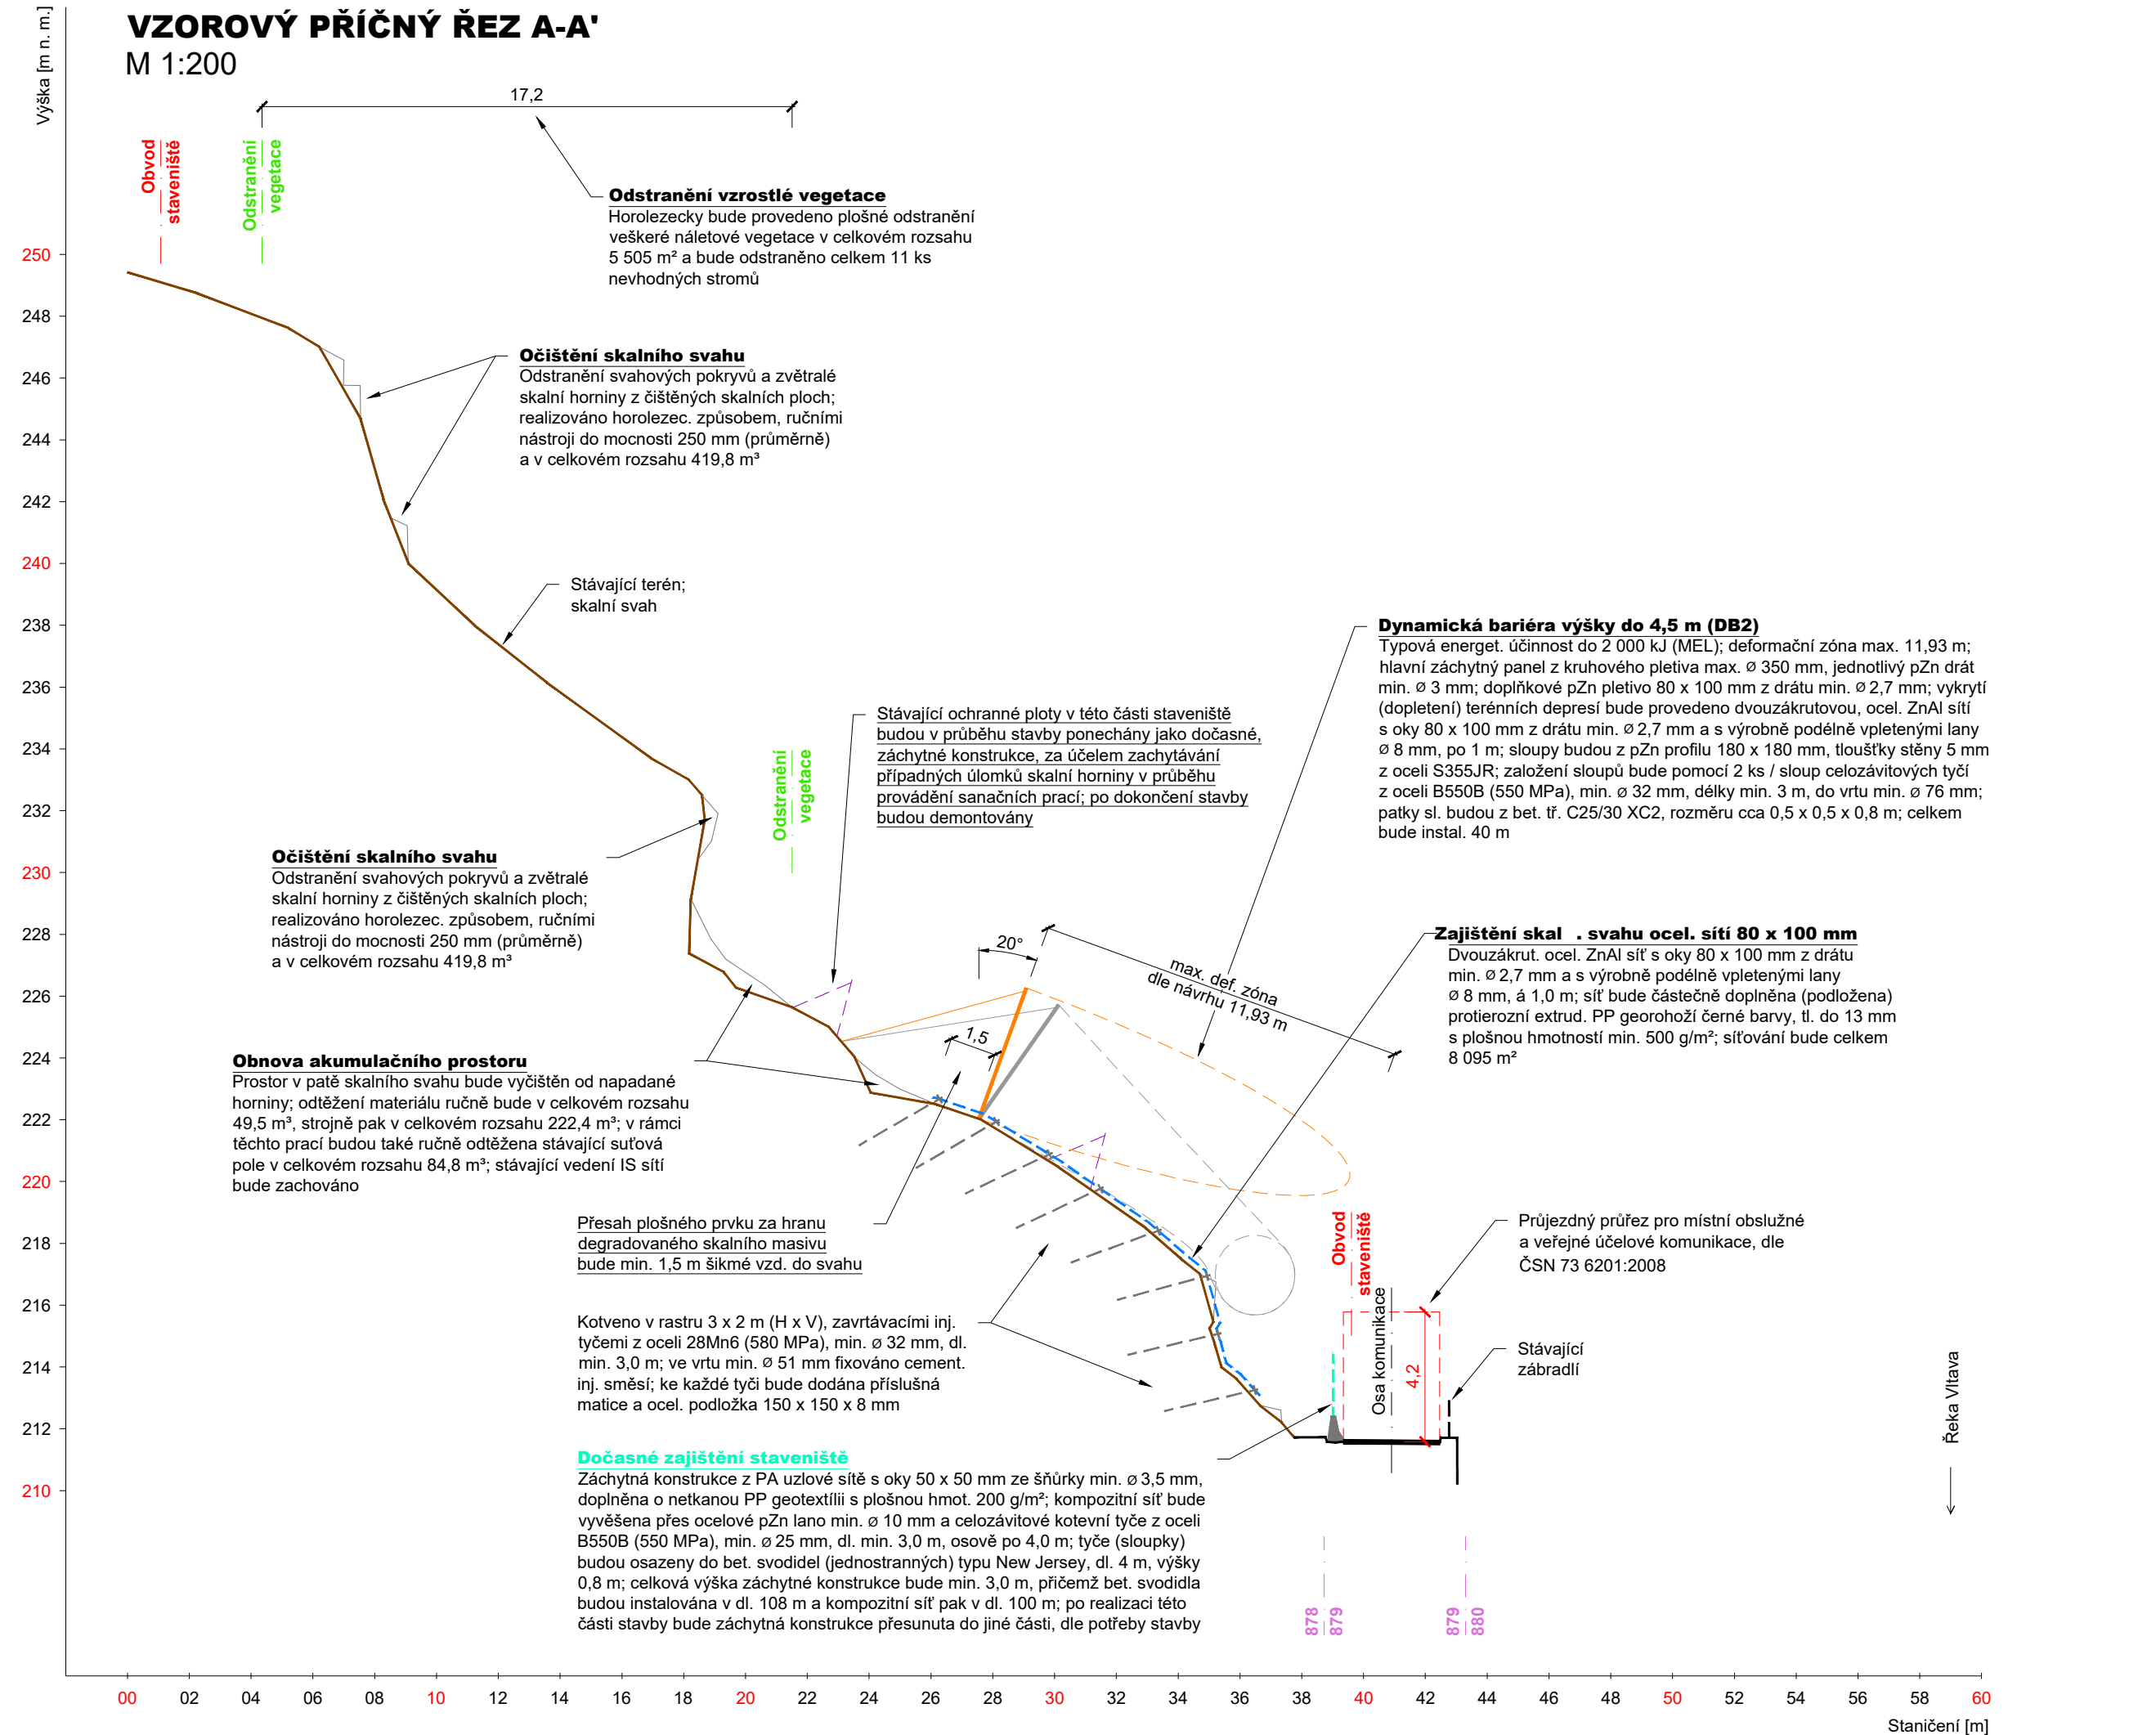 VZOROVÝ PŘÍČNÝ ŘEZ A-A'
M 1:200
Výška [m n. m.]
17,2
Obvod
staveniště
Odstranění
vegetace
Odstranění vzrostlé vegetace
Horolezecky bude provedeno plošné odstranění
veškeré náletové vegetace v celkovém rozsahu
5 505 m² a bude odstraněno celkem 11 ks
nevhodných stromů
Očištění skalního svahu
Odstranění svahových pokryvů a zvětralé
skalní horniny z čištěných skalních ploch;
realizováno horolezec. způsobem, ručními
nástroji do mocnosti 250 mm (průměrně)
a v celkovém rozsahu 419,8 m³
Stávající terén;
skalní svah
Dynamická bariéra výšky do 4,5 m (DB2)
Typová energet. účinnost do 2 000 kJ (MEL); deformační zóna max. 11,93 m;
hlavní záchytný panel z kruhového pletiva max. ⌀ 350 mm, jednotlivý pZn drát
min. ⌀ 3 mm; doplňkové pZn pletivo 80 x 100 mm z drátu min. ⌀ 2,7 mm; vykrytí
(dopletení) terénních depresí bude provedeno dvouzákrutovou, ocel. ZnAl sítí
s oky 80 x 100 mm z drátu min. ⌀ 2,7 mm a s výrobně podélně vpletenými lany
⌀ 8 mm, po 1 m; sloupy budou z pZn profilu 180 x 180 mm, tloušťky stěny 5 mm
z oceli S355JR; založení sloupů bude pomocí 2 ks / sloup celozávitových tyčí
z oceli B550B (550 MPa), min. ⌀ 32 mm, délky min. 3 m, do vrtu min. ⌀ 76 mm;
patky sl. budou z bet. tř. C25/30 XC2, rozměru cca 0,5 x 0,5 x 0,8 m; celkem
bude instal. 40 m
Stávající ochranné ploty v této části staveniště
budou v průběhu stavby ponechány jako dočasné,
záchytné konstrukce, za účelem zachytávání
případných úlomků skalní horniny v průběhu
provádění sanačních prací; po dokončení stavby
budou demontovány
Odstranění
vegetace
Očištění skalního svahu
Odstranění svahových pokryvů a zvětralé
skalní horniny z čištěných skalních ploch;
realizováno horolezec. způsobem, ručními
nástroji do mocnosti 250 mm (průměrně)
a v celkovém rozsahu 419,8 m³
Zajištění skal . svahu ocel. sítí 80 x 100 mm
Dvouzákrut. ocel. ZnAl síť s oky 80 x 100 mm z drátu
min. ⌀ 2,7 mm a s výrobně podélně vpletenými lany
⌀ 8 mm, á 1,0 m; síť bude částečně doplněna (podložena)
protierozní extrud. PP georohoží černé barvy, tl. do 13 mm
s plošnou hmotností min. 500 g/m²; síťování bude celkem
8 095 m²
20°
max. def. zóna
dle návrhu 11,93 m
1,5
Obnova akumulačního prostoru
Prostor v patě skalního svahu bude vyčištěn od napadané
horniny; odtěžení materiálu ručně bude v celkovém rozsahu
49,5 m³, strojně pak v celkovém rozsahu 222,4 m³; v rámci
těchto prací budou také ručně odtěžena stávající suťová
pole v celkovém rozsahu 84,8 m³; stávající vedení IS sítí
bude zachováno
Přesah plošného prvku za hranu
degradovaného skalního masivu
bude min. 1,5 m šikmé vzd. do svahu
Kotveno v rastru 3 x 2 m (H x V), zavrtávacími inj.
tyčemi z oceli 28Mn6 (580 MPa), min. ⌀ 32 mm, dl.
min. 3,0 m; ve vrtu min. ⌀ 51 mm fixováno cement.
inj. směsí; ke každé tyči bude dodána příslušná
matice a ocel. podložka 150 x 150 x 8 mm
Obvod
staveniště
Osa komunikace
4,2
Průjezdný průřez pro místní obslužné
a veřejné účelové komunikace, dle
ČSN 73 6201:2008
Stávající
zábradlí
Řeka Vltava
Dočasné zajištění staveniště
Záchytná konstrukce z PA uzlové sítě s oky 50 x 50 mm ze šňůrky min. ⌀ 3,5 mm,
doplněna o netkanou PP geotextílii s plošnou hmot. 200 g/m²; kompozitní síť bude
vyvěšena přes ocelové pZn lano min. ⌀ 10 mm a celozávitové kotevní tyče z oceli
B550B (550 MPa), min. ⌀ 25 mm, dl. min. 3,0 m, osově po 4,0 m; tyče (sloupky)
budou osazeny do bet. svodidel (jednostranných) typu New Jersey, dl. 4 m, výšky
0,8 m; celková výška záchytné konstrukce bude min. 3,0 m, přičemž bet. svodidla
budou instalována v dl. 108 m a kompozitní síť pak v dl. 100 m; po realizaci této
části stavby bude záchytná konstrukce přesunuta do jiné části, dle potřeby stavby
878
879
879
880
250
248
246
244
242
240
238
236
234
232
230
228
226
224
222
220
218
216
214
212
210
00 02 04 06 08 10 12 14 16 18 20 22 24 26 28 30 32 34 36 38 40 42 44 46 48 50 52 54 56 58 60
Staničení [m]